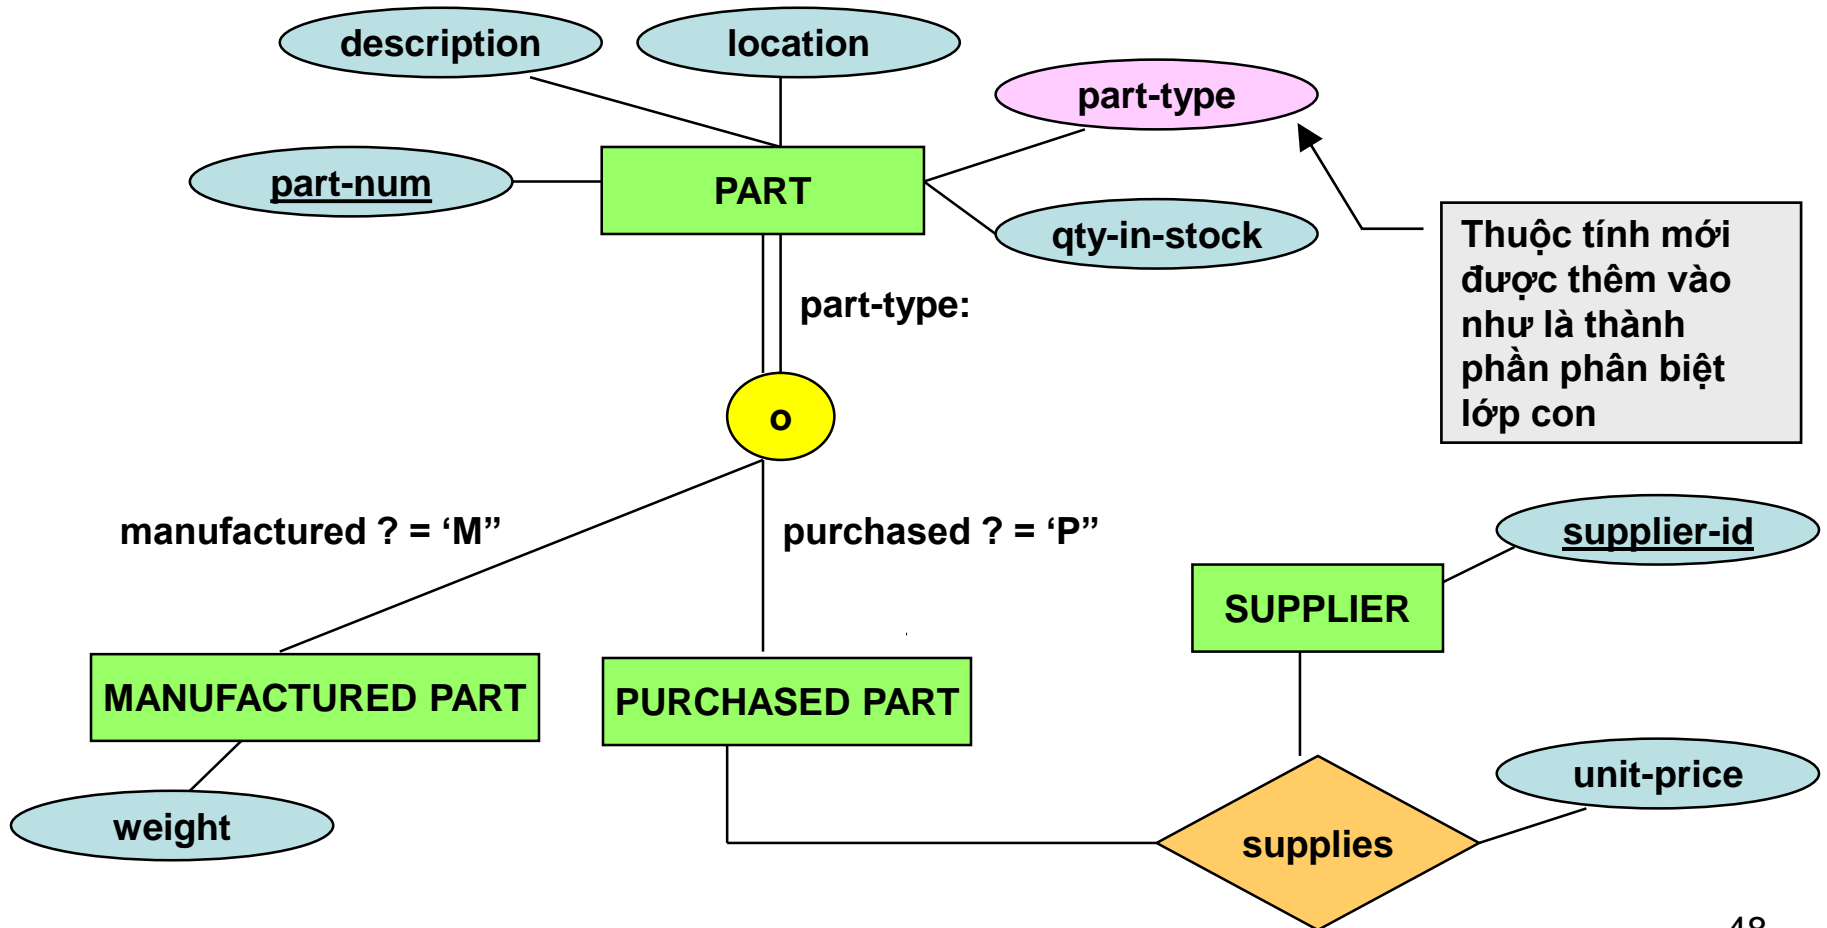 description
location
part-type
part-num
PART
qty-in-stock
Thuộc tính mới
được thêm vào
như là thành
phần phân biệt
lớp con
part-type:
o
manufactured ? = ‘M”
purchased ? = ‘P”
supplier-id
SUPPLIER
MANUFACTURED PART
PURCHASED PART
unit-price
weight
supplies
48